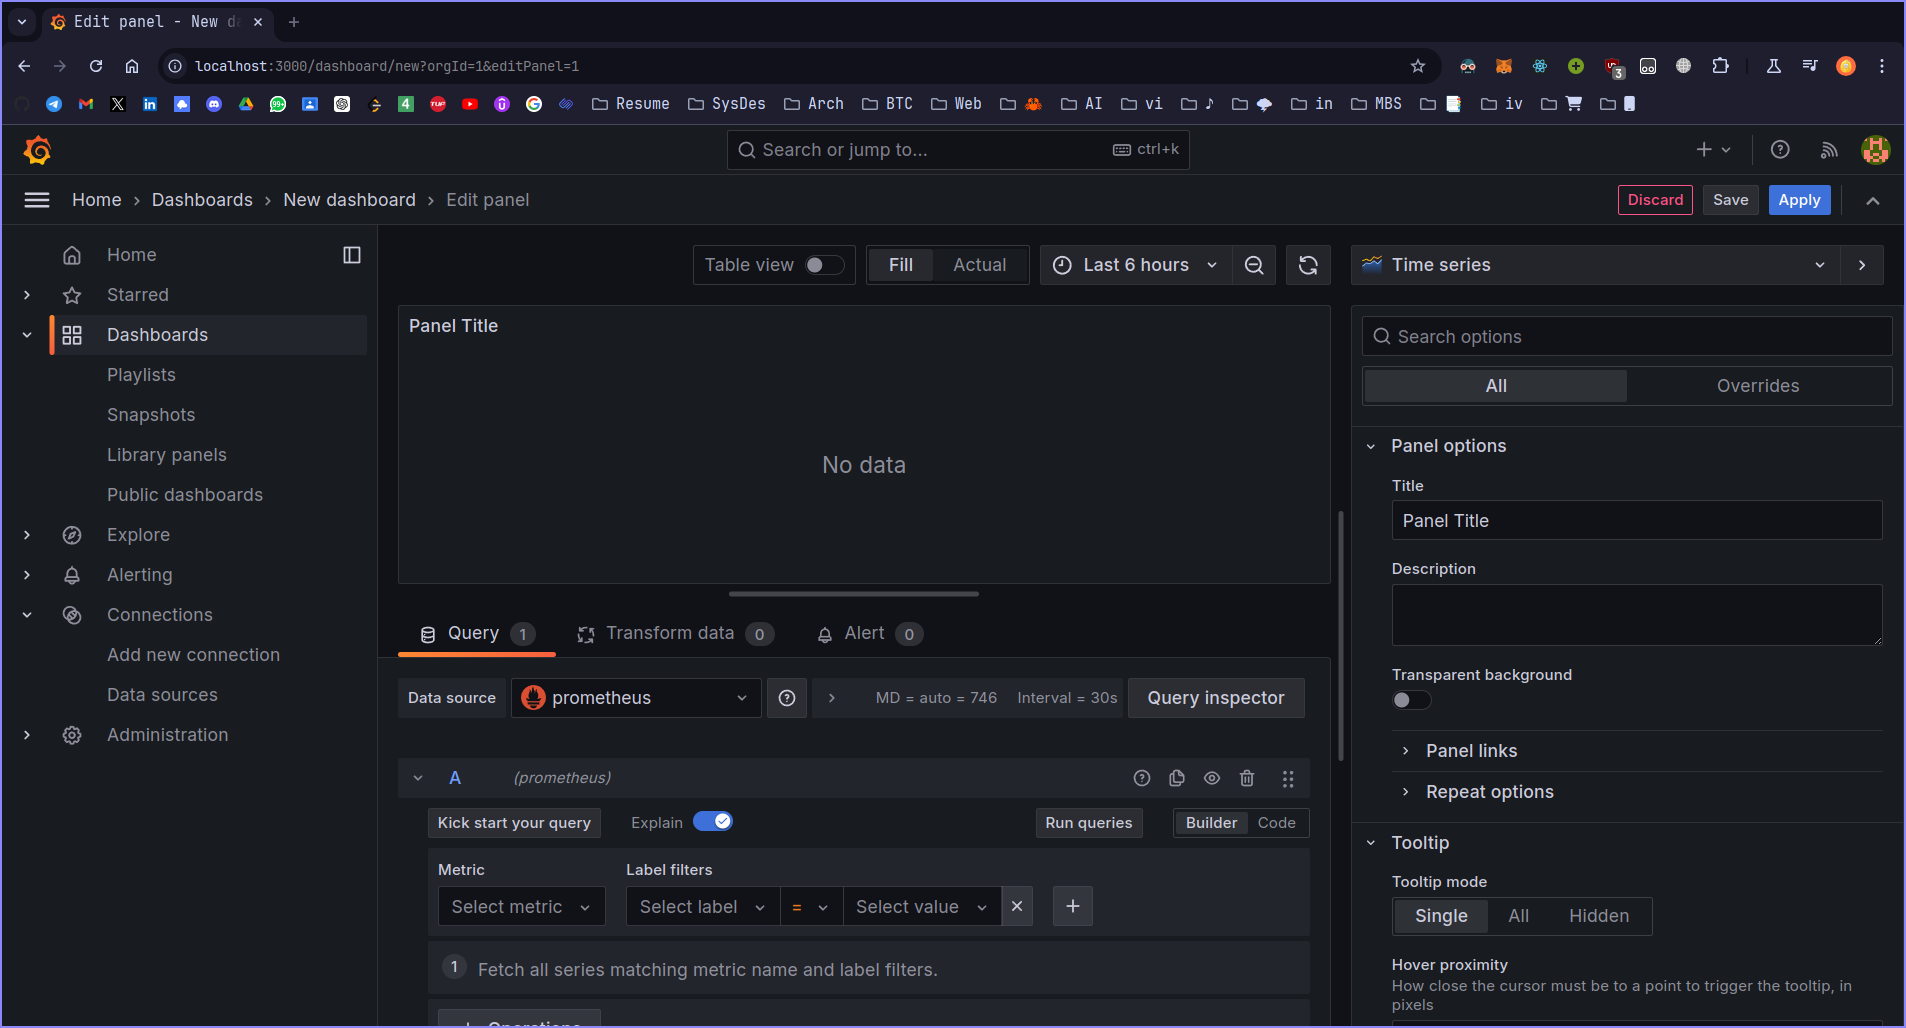 Edit panel - New da
localhost:3000/dashboard/new?orgId=1&editPanel=1
3
99+
4
TUF
Resume
SysDes
Arch
BTC
Web
AI
vi
in
MBS
iv
Search or jump to...
ctrl+k
Home › Dashboards › New dashboard › Edit panel
Discard
Save
Apply
Home
Starred
Dashboards
Playlists
Snapshots
Library panels
Public dashboards
Explore
Alerting
Connections
Add new connection
Data sources
Administration
Table view
Fill
Actual
Last 6 hours
Panel Title
No data
Query 1
Transform data 0
Alert 0
Data source
prometheus
MD = auto = 746
Interval = 30s
Query inspector
A
(prometheus)
Kick start your query
Explain
Run queries
Builder
Code
Metric
Label filters
Select metric
Select label
=
Select value
1
Fetch all series matching metric name and label filters.
Operations
Time series
Search options
All
Overrides
Panel options
Title
Panel Title
Description
Transparent background
Panel links
Repeat options
Tooltip
Tooltip mode
Single
All
Hidden
Hover proximity
How close the cursor must be to a point to trigger the tooltip, in
pixels